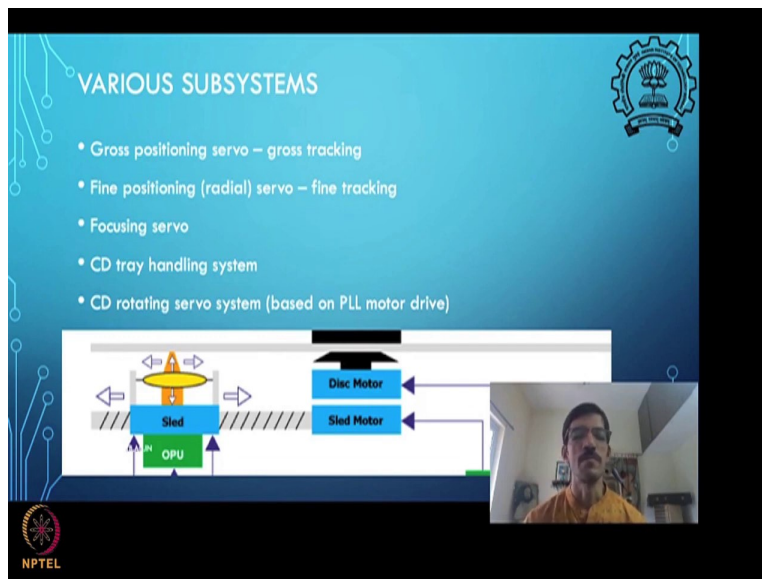 VARIOUS SUBSYSTEMS
• Gross positioning servo – gross tracking
• Fine positioning (radial) servo – fine tracking
• Focusing servo
• CD tray handling system
• CD rotating servo system (based on PLL motor drive)
Disc Motor
Sled
Sled Motor
OPU
NPTEL